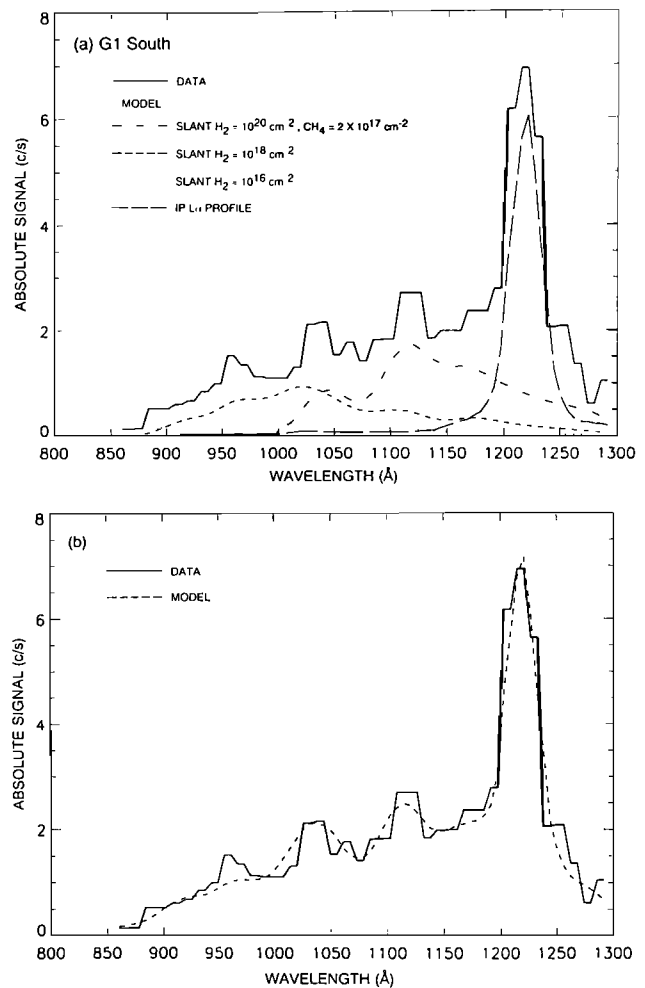 (a) G1 South
DATA
MODEL
SLANT H2 = 10^20 cm^2, CH4 = 2 X 10^17 cm^-2
SLANT H2 = 10^18 cm^2
SLANT H2 = 10^16 cm^2
IP Lα PROFILE
ABSOLUTE SIGNAL (c/s)
8
6
4
2
0
800 850 900 950 1000 1050 1100 1150 1200 1250 1300
WAVELENGTH (Å)
(b)
DATA
MODEL
ABSOLUTE SIGNAL (c/s)
8
6
4
2
0
800 850 900 950 1000 1050 1100 1150 1200 1250 1300
WAVELENGTH (Å)